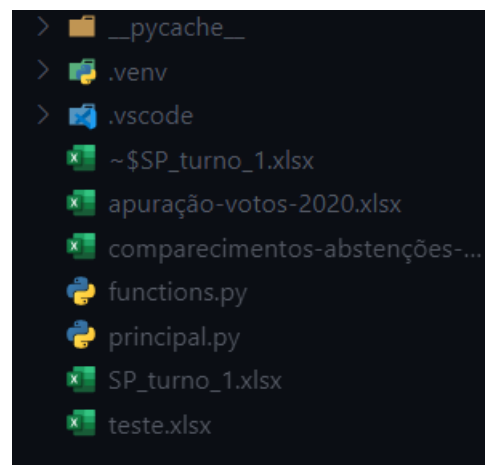 __pycache__
.venv
.vscode
~$SP_turno_1.xlsx
apuração-votos-2020.xlsx
comparecimentos-abstenções-...
functions.py
principal.py
SP_turno_1.xlsx
teste.xlsx